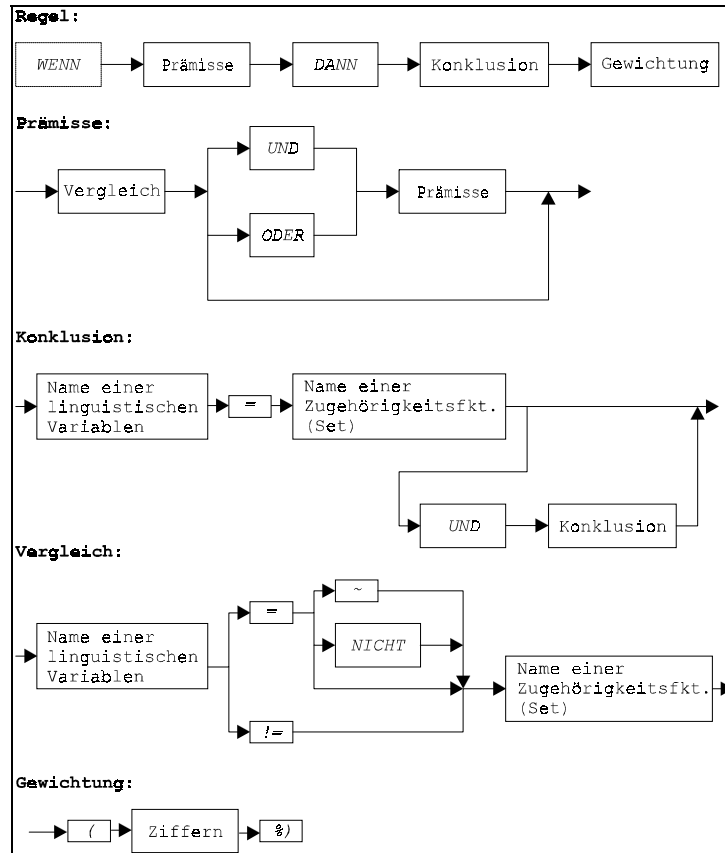 Regel:
WENN Prämisse DANN Konklusion Gewichtung
Prämisse:
UND
Vergleich Prämisse
ODER
Konklusion:
Name einer
linguistischen
Variablen
=
Name einer
Zugehörigkeitsfkt.
(Set)
UND Konklusion
Vergleich:
Name einer
linguistischen
Variablen
=
~
NICHT
!=
Name einer
Zugehörigkeitsfkt.
(Set)
Gewichtung:
( Ziffern %)